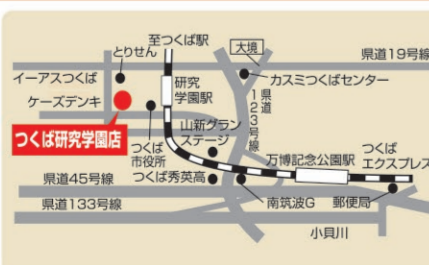 至つくば駅
とりせん
大境
県道19号線
イーアスつくば
研究
学園駅
カスミつくばセンター
ケーズデンキ
県道
123号線
つくば研究学園店
つくば
市役所
山新グラン
ステージ
万博記念公園駅
つくば
エクスプレス
県道45号線
つくば秀英高
県道133号線
南筑波G
郵便局
小貝川